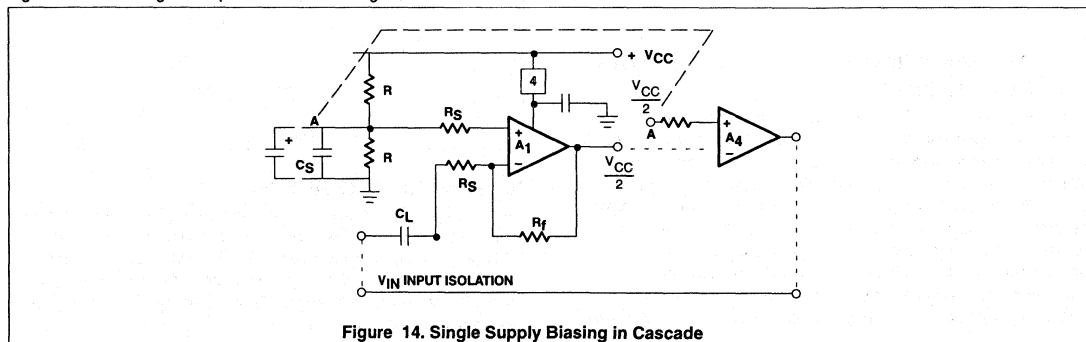 + VCC
4
R
VCC
2
A
RS
A
+
A1
−
+
A4
−
+
CS
R
RS
VCC
2
CL
Rf
VIN INPUT ISOLATION
Figure 14. Single Supply Biasing in Cascade